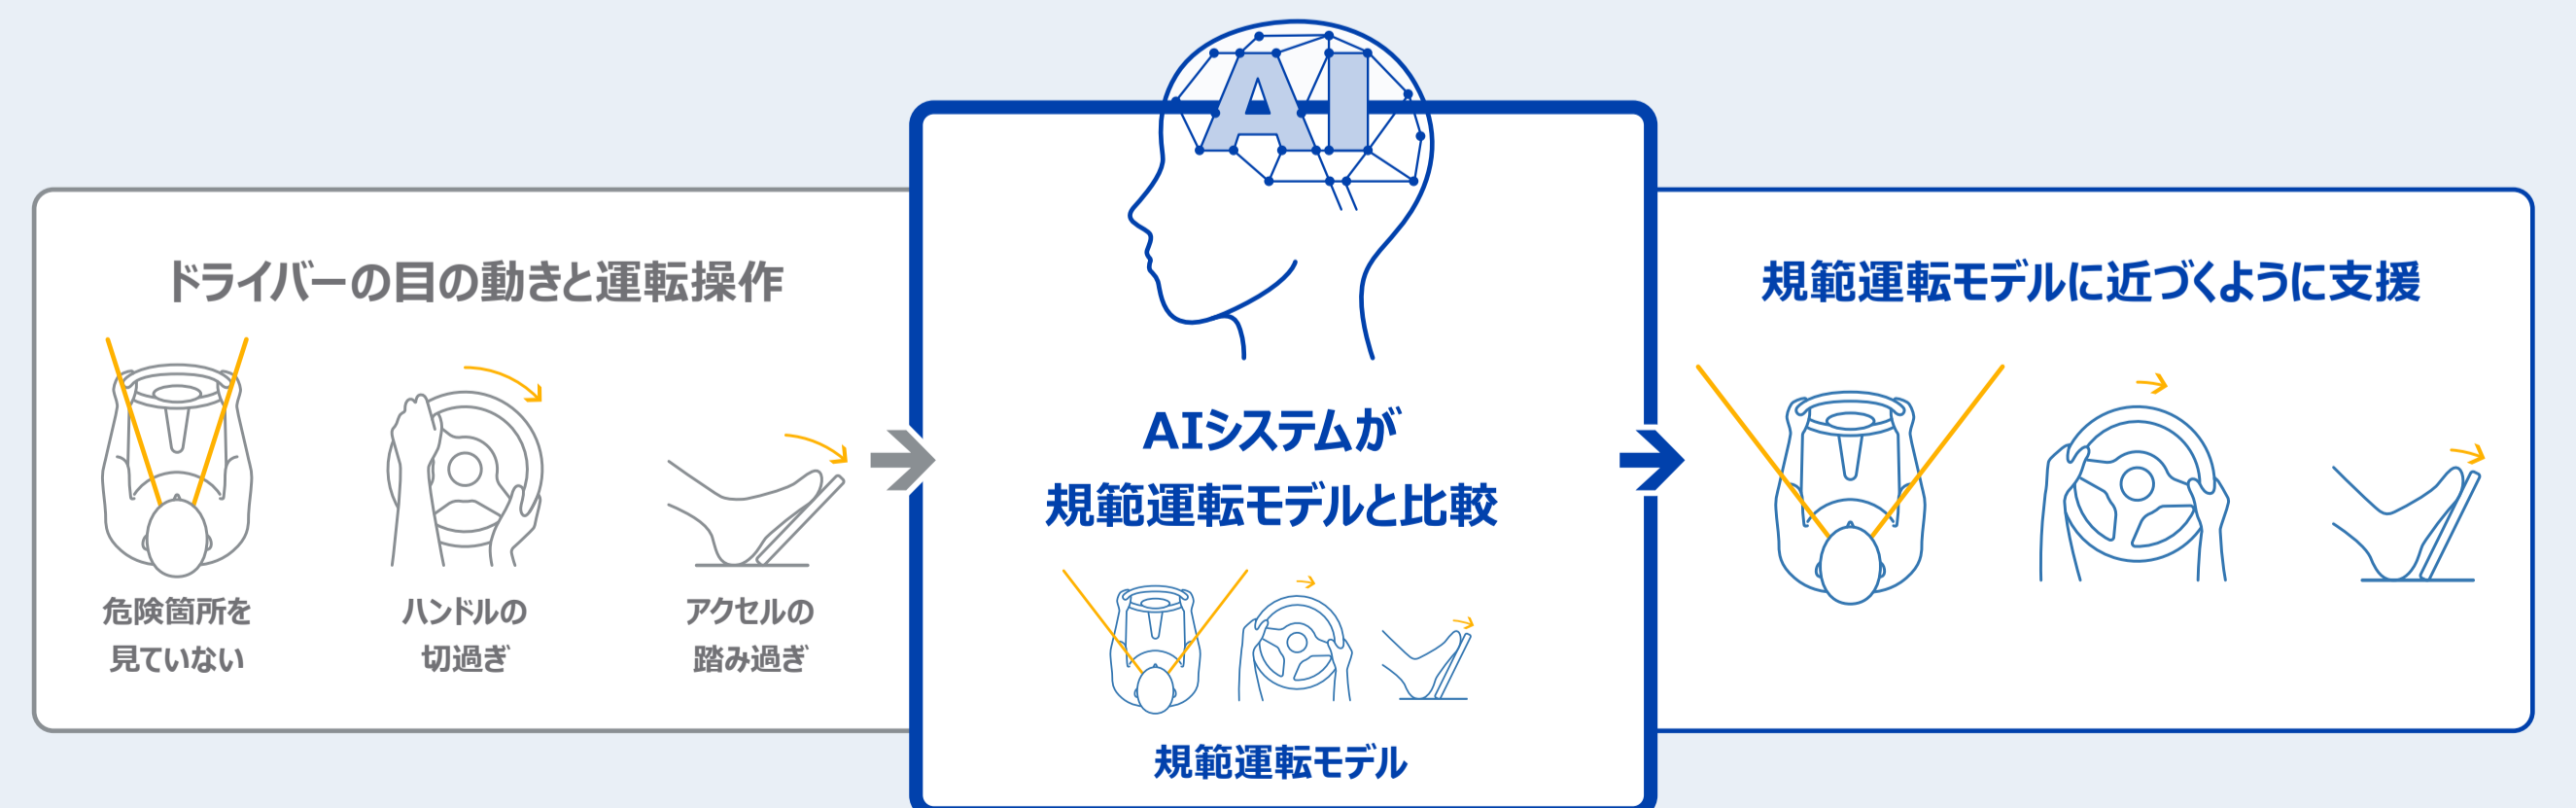 AI
ドライバーの目の動きと運転操作
危険箇所を
見ていない
ハンドルの
切過ぎ
アクセルの
踏み過ぎ
AIシステムが
規範運転モデルと比較
規範運転モデル
規範運転モデルに近づくように支援